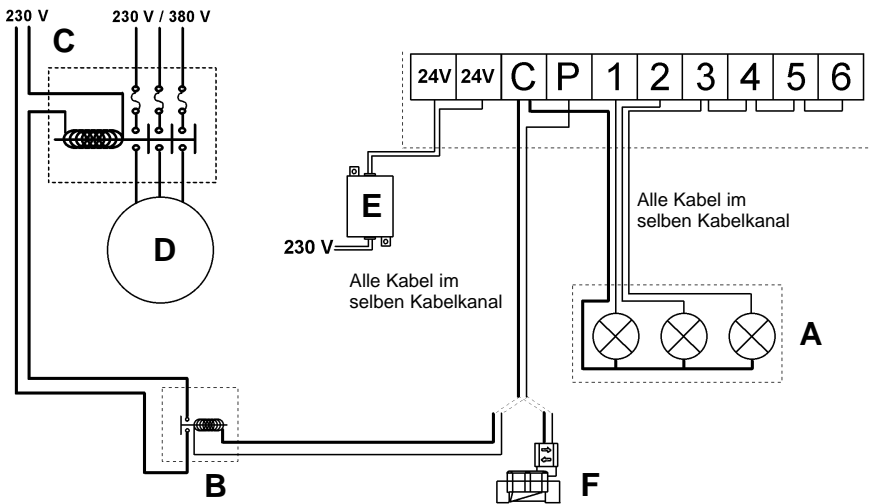 230 V
230 V / 380 V
C
24V 24V C P 1 2 3 4 5 6
E
D
230 V
Alle Kabel im
selben Kabelkanal
Alle Kabel im
selben Kabelkanal
A
B
F